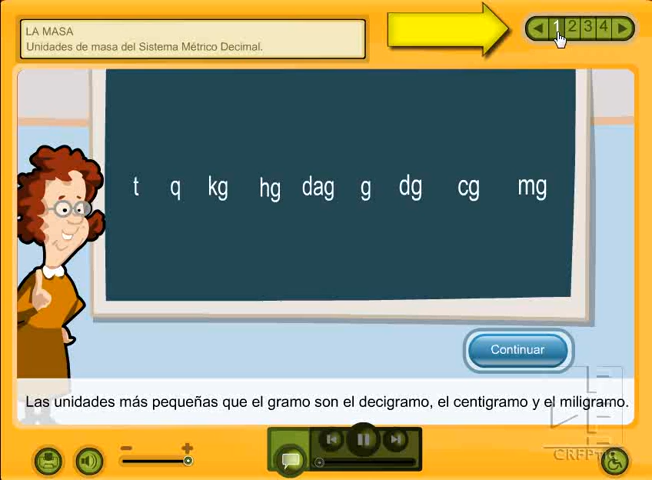 LA MASA
Unidades de masa del Sistema Métrico Decimal.
1 2 3 4
t q kg hg dag g dg cg mg
Continuar
Las unidades más pequeñas que el gramo son el decigramo, el centigramo y el miligramo.